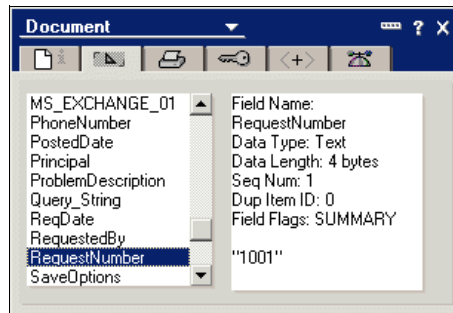 Document ? X
i <+>
MS_EXCHANGE_01
PhoneNumber
PostedDate
Principal
ProblemDescription
Query_String
ReqDate
RequestedBy
RequestNumber
SaveOptions
Field Name:
RequestNumber
Data Type: Text
Data Length: 4 bytes
Seq Num: 1
Dup Item ID: 0
Field Flags: SUMMARY
"1001"